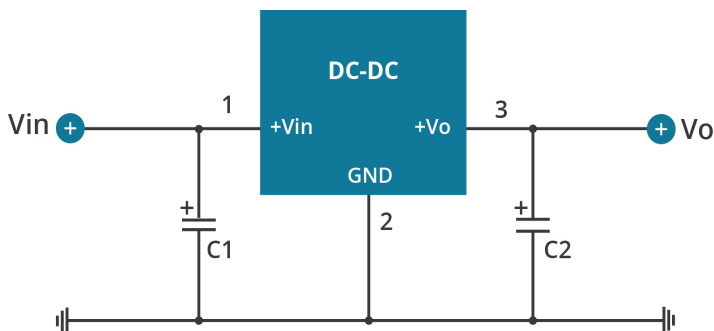 DC-DC
1
3
Vin +
+Vin
+Vo
+ Vo
GND
2
+
C1
+
C2